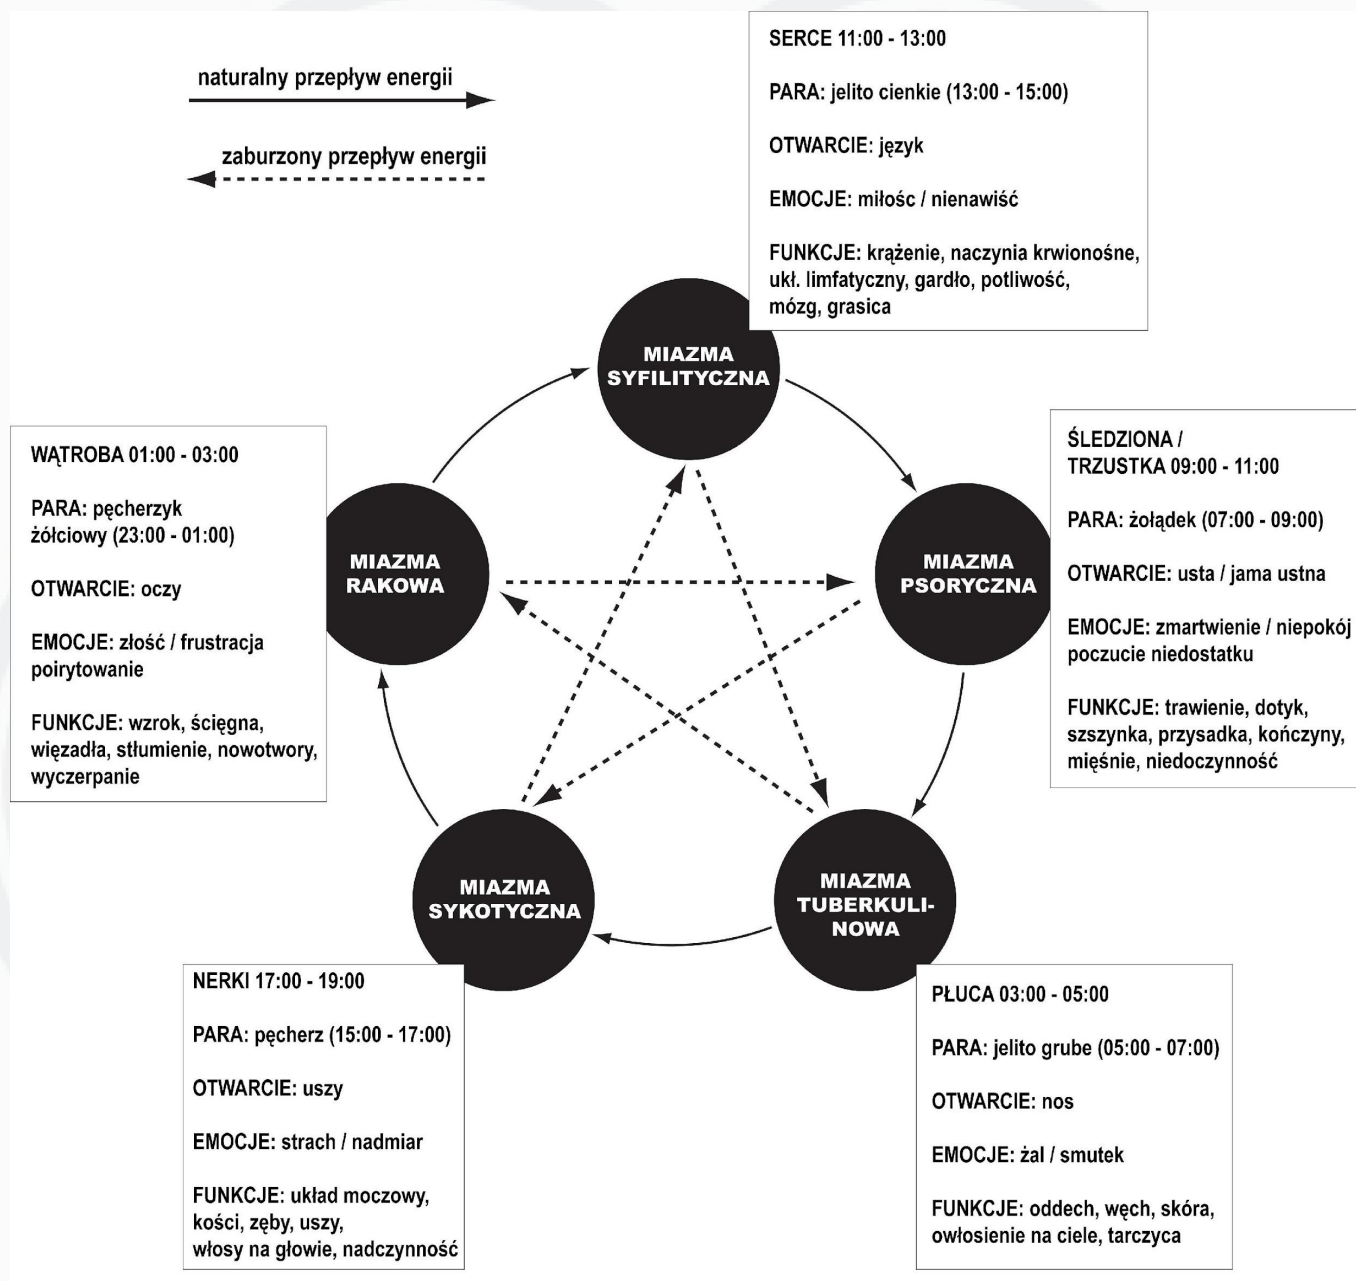 naturalny przepływ energii
zaburzony przepływ energii
SERCE 11:00 - 13:00
PARA: jelito cienkie (13:00 - 15:00)
OTWARCIE: język
EMOCJE: miłośc / nienawiść
FUNKCJE: krążenie, naczynia krwionośne,
ukł. limfatyczny, gardło, potliwość,
mózg, grasica
MIAZMA
SYFILITYCZNA
WĄTROBA 01:00 - 03:00
PARA: pęcherzyk
żółciowy (23:00 - 01:00)
OTWARCIE: oczy
EMOCJE: złość / frustracja
poirytowanie
FUNKCJE: wzrok, ścięgna,
więzadła, stłumienie, nowotwory,
wyczerpanie
MIAZMA
RAKOWA
MIAZMA
PSORYCZNA
ŚLEDZIONA /
TRZUSTKA 09:00 - 11:00
PARA: żołądek (07:00 - 09:00)
OTWARCIE: usta / jama ustna
EMOCJE: zmartwienie / niepokój
poczucie niedostatku
FUNKCJE: trawienie, dotyk,
szszynka, przysadka, kończyny,
mięśnie, niedoczynność
MIAZMA
SYKOTYCZNA
MIAZMA
TUBERKULI-
NOWA
NERKI 17:00 - 19:00
PARA: pęcherz (15:00 - 17:00)
OTWARCIE: uszy
EMOCJE: strach / nadmiar
FUNKCJE: układ moczowy,
kości, zęby, uszy,
włosy na głowie, nadczynność
PŁUCA 03:00 - 05:00
PARA: jelito grube (05:00 - 07:00)
OTWARCIE: nos
EMOCJE: żal / smutek
FUNKCJE: oddech, węch, skóra,
owłosienie na ciele, tarczyca